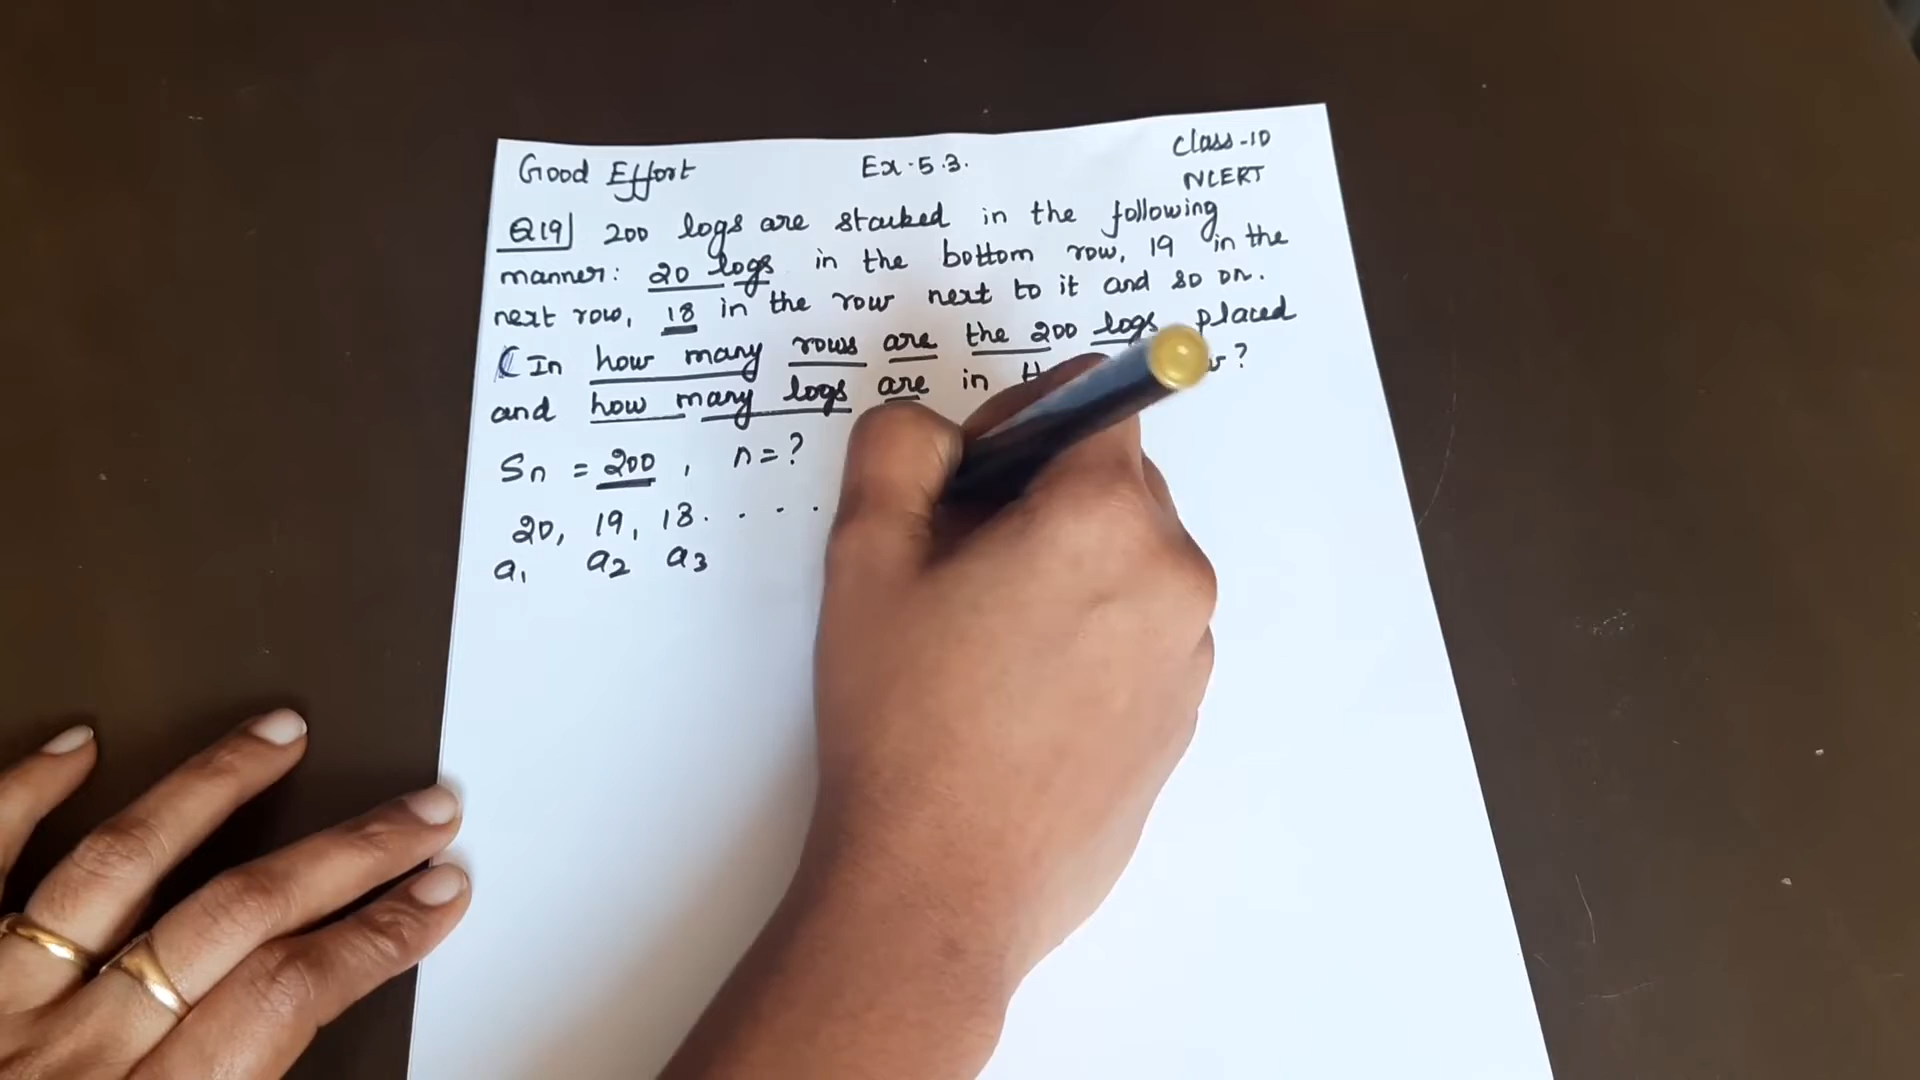 Good Effort Ex.5.3. Class-10
NCERT
Q19 200 logs are stacked in the following
manner: 20 logs in the bottom row, 19 in the
next row, 18 in the row next to it and so on.
(In how many rows are the 200 logs placed
and how many logs are in ?
Sn = 200, n=?
20, 19, 18. . . .
a1 a2 a3